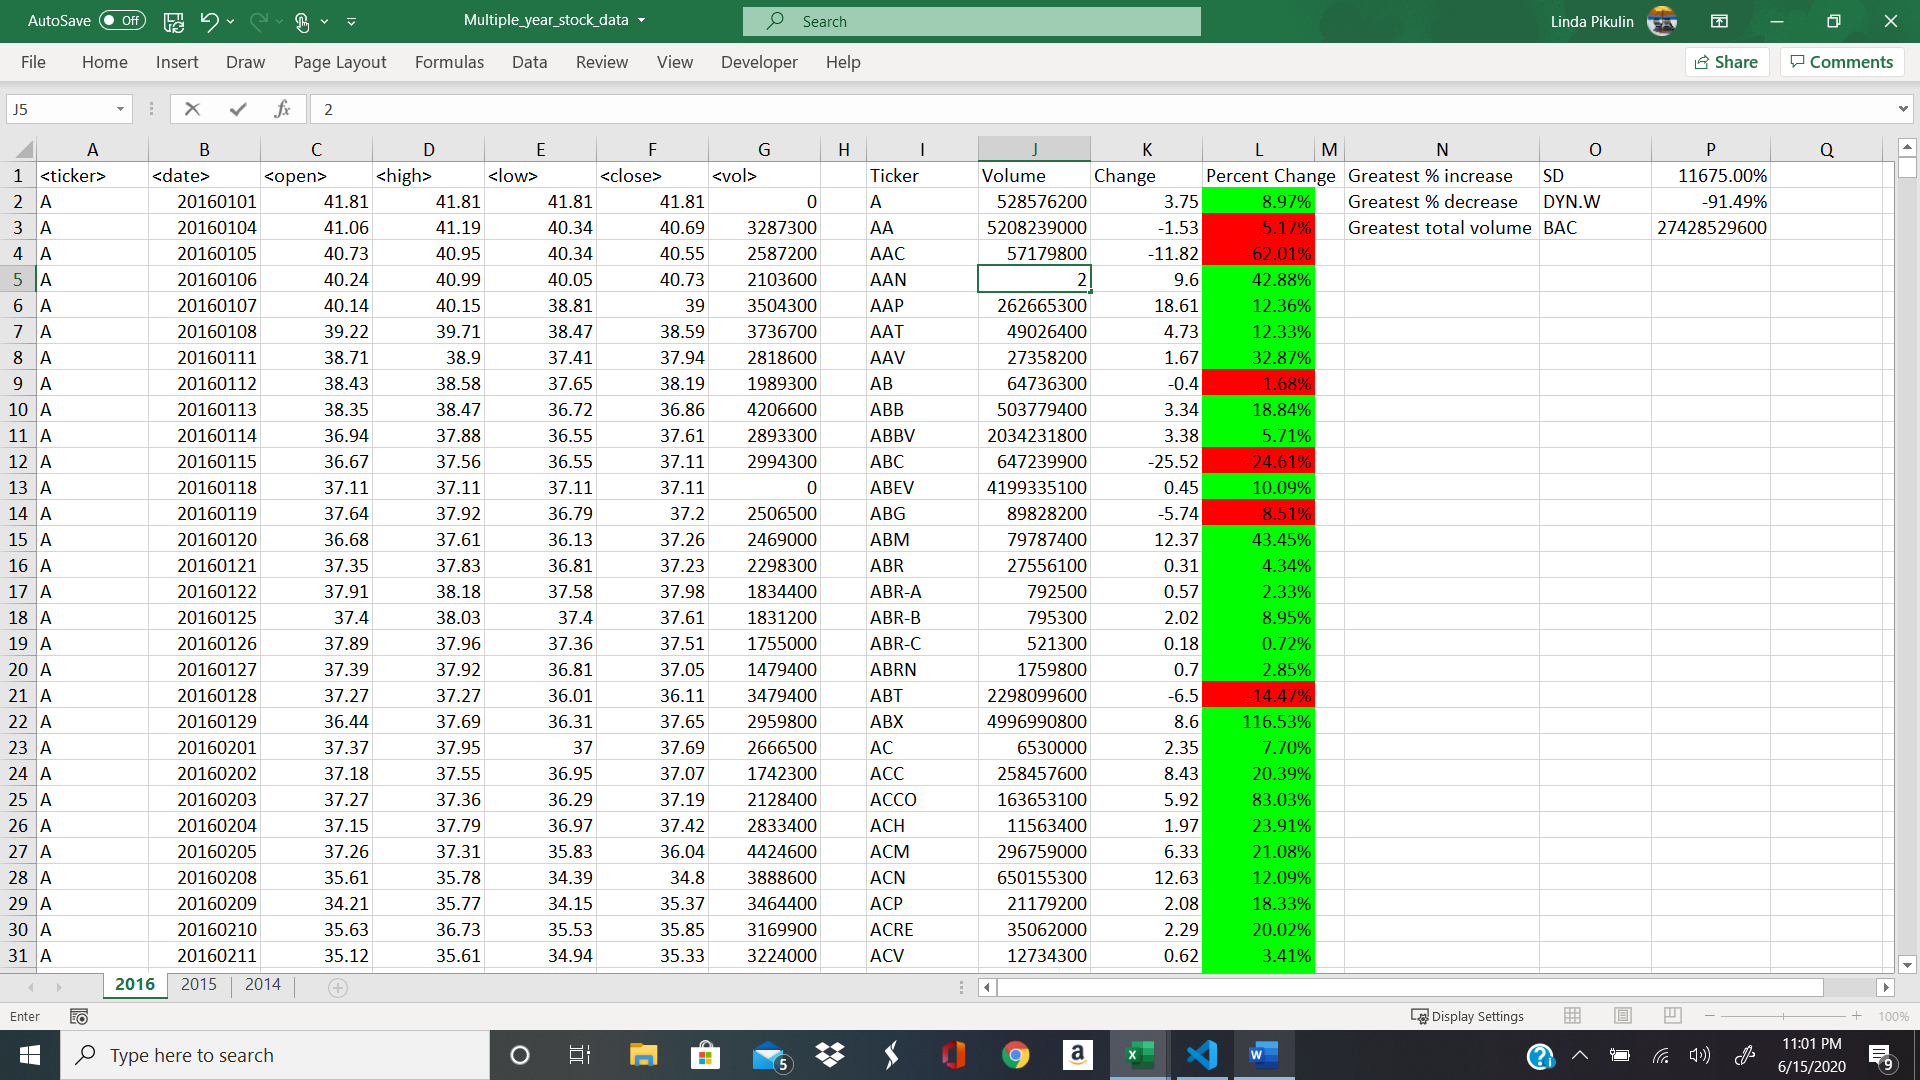 AutoSave Off Multiple_year_stock_data Search Linda Pikulin
File Home Insert Draw Page Layout Formulas Data Review View Developer Help Share Comments
J5 fx 2
A B C D E F G H I J K L M N O P Q
1 <ticker> <date> <open> <high> <low> <close> <vol> Ticker Volume Change Percent Change Greatest % increase SD 11675.00%
2 A 20160101 41.81 41.81 41.81 41.81 0 A 528576200 3.75 8.97% Greatest % decrease DYN.W -91.49%
3 A 20160104 41.06 41.19 40.34 40.69 3287300 AA 5208239000 -1.53 -5.17% Greatest total volume BAC 27428529600
4 A 20160105 40.73 40.95 40.34 40.55 2587200 AAC 57179800 -11.82 -62.01%
5 A 20160106 40.24 40.99 40.05 40.73 2103600 AAN 2 9.6 42.88%
6 A 20160107 40.14 40.15 38.81 39 3504300 AAP 262665300 18.61 12.36%
7 A 20160108 39.22 39.71 38.47 38.59 3736700 AAT 49026400 4.73 12.33%
8 A 20160111 38.71 38.9 37.41 37.94 2818600 AAV 27358200 1.67 32.87%
9 A 20160112 38.43 38.58 37.65 38.19 1989300 AB 64736300 -0.4 -1.68%
10 A 20160113 38.35 38.47 36.72 36.86 4206600 ABB 503779400 3.34 18.84%
11 A 20160114 36.94 37.88 36.55 37.61 2893300 ABBV 2034231800 3.38 5.71%
12 A 20160115 36.67 37.56 36.55 37.11 2994300 ABC 647239900 -25.52 -24.61%
13 A 20160118 37.11 37.11 37.11 37.11 0 ABEV 4199335100 0.45 10.09%
14 A 20160119 37.64 37.92 36.79 37.2 2506500 ABG 89828200 -5.74 -8.51%
15 A 20160120 36.68 37.61 36.13 37.26 2469000 ABM 79787400 12.37 43.45%
16 A 20160121 37.35 37.83 36.81 37.23 2298300 ABR 27556100 0.31 4.34%
17 A 20160122 37.91 38.18 37.58 37.98 1834400 ABR-A 792500 0.57 2.33%
18 A 20160125 37.4 38.03 37.4 37.61 1831200 ABR-B 795300 2.02 8.95%
19 A 20160126 37.89 37.96 37.36 37.51 1755000 ABR-C 521300 0.18 0.72%
20 A 20160127 37.39 37.92 36.81 37.05 1479400 ABRN 1759800 0.7 2.85%
21 A 20160128 37.27 37.27 36.01 36.11 3479400 ABT 2298099600 -6.5 -14.47%
22 A 20160129 36.44 37.69 36.31 37.65 2959800 ABX 4996990800 8.6 116.53%
23 A 20160201 37.37 37.95 37 37.69 2666500 AC 6530000 2.35 7.70%
24 A 20160202 37.18 37.55 36.95 37.07 1742300 ACC 258457600 8.43 20.39%
25 A 20160203 37.27 37.36 36.29 37.19 2128400 ACCO 163653100 5.92 83.03%
26 A 20160204 37.15 37.79 36.97 37.42 2833400 ACH 11563400 1.97 23.91%
27 A 20160205 37.26 37.31 35.83 36.04 4424600 ACM 296759000 6.33 21.08%
28 A 20160208 35.61 35.78 34.39 34.8 3888600 ACN 650155300 12.63 12.09%
29 A 20160209 34.21 35.77 34.15 35.37 3464400 ACP 21179200 2.08 18.33%
30 A 20160210 35.63 36.73 35.53 35.85 3169900 ACRE 35062000 2.29 20.02%
31 A 20160211 35.12 35.61 34.94 35.33 3224000 ACV 12734300 0.62 3.41%
2016 2015 2014
Enter Display Settings 100%
Type here to search 5 a W 11:01 PM
6/15/2020 9